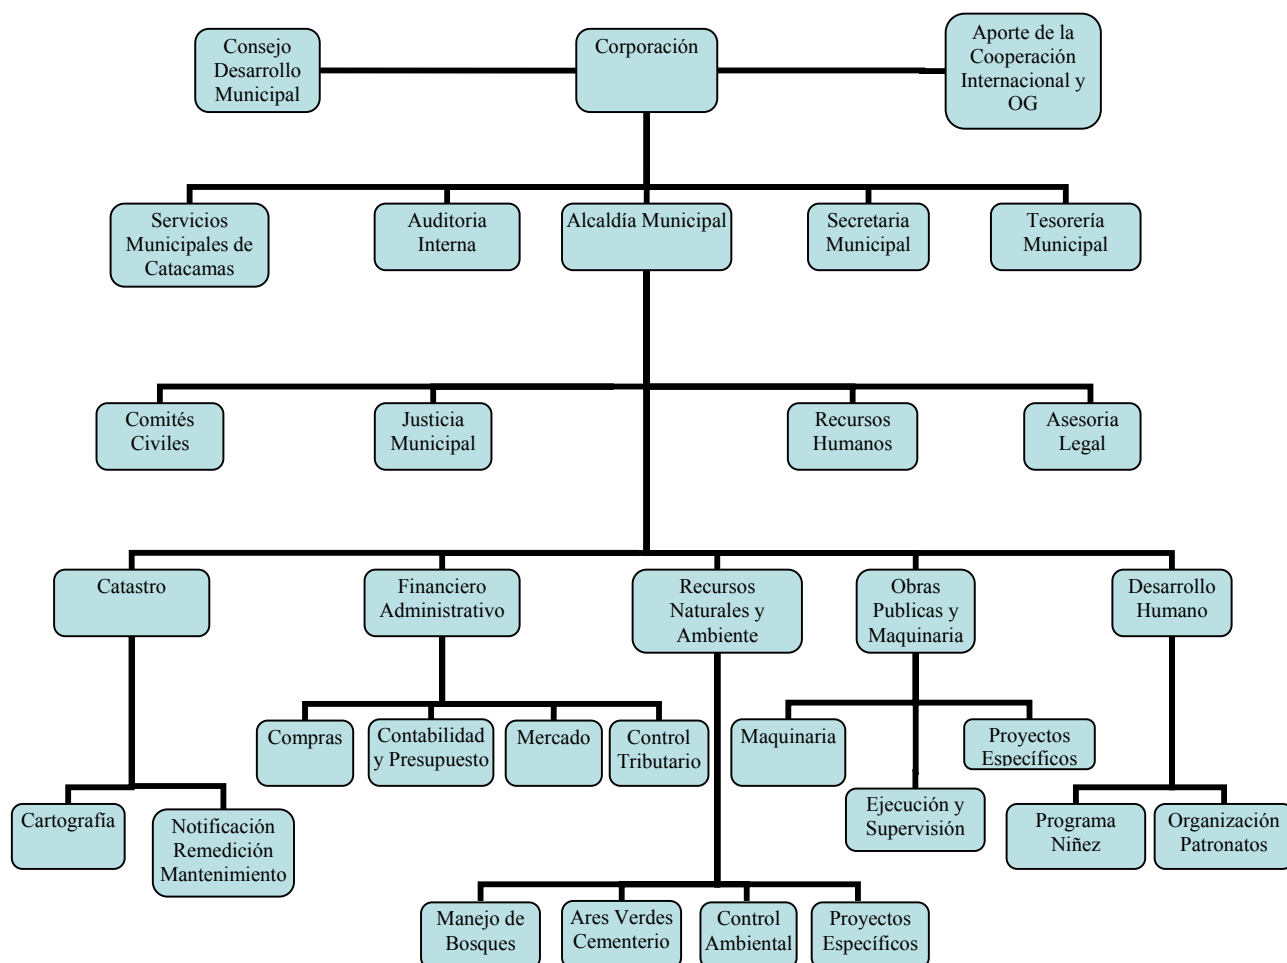 Consejo
Desarrollo
Municipal
Corporación
Aporte de la
Cooperación
Internacional y
OG
Servicios
Municipales de
Catacamas
Auditoria
Interna
Alcaldía Municipal
Secretaria
Municipal
Tesorería
Municipal
Comités
Civiles
Justicia
Municipal
Recursos
Humanos
Asesoria
Legal
Catastro
Financiero
Administrativo
Recursos
Naturales y
Ambiente
Obras
Publicas y
Maquinaria
Desarrollo
Humano
Compras
Contabilidad
y Presupuesto
Mercado
Control
Tributario
Maquinaria
Proyectos
Específicos
Cartografía
Notificación
Remedición
Mantenimiento
Ejecución y
Supervisión
Programa
Niñez
Organización
Patronatos
Manejo de
Bosques
Ares Verdes
Cementerio
Control
Ambiental
Proyectos
Específicos